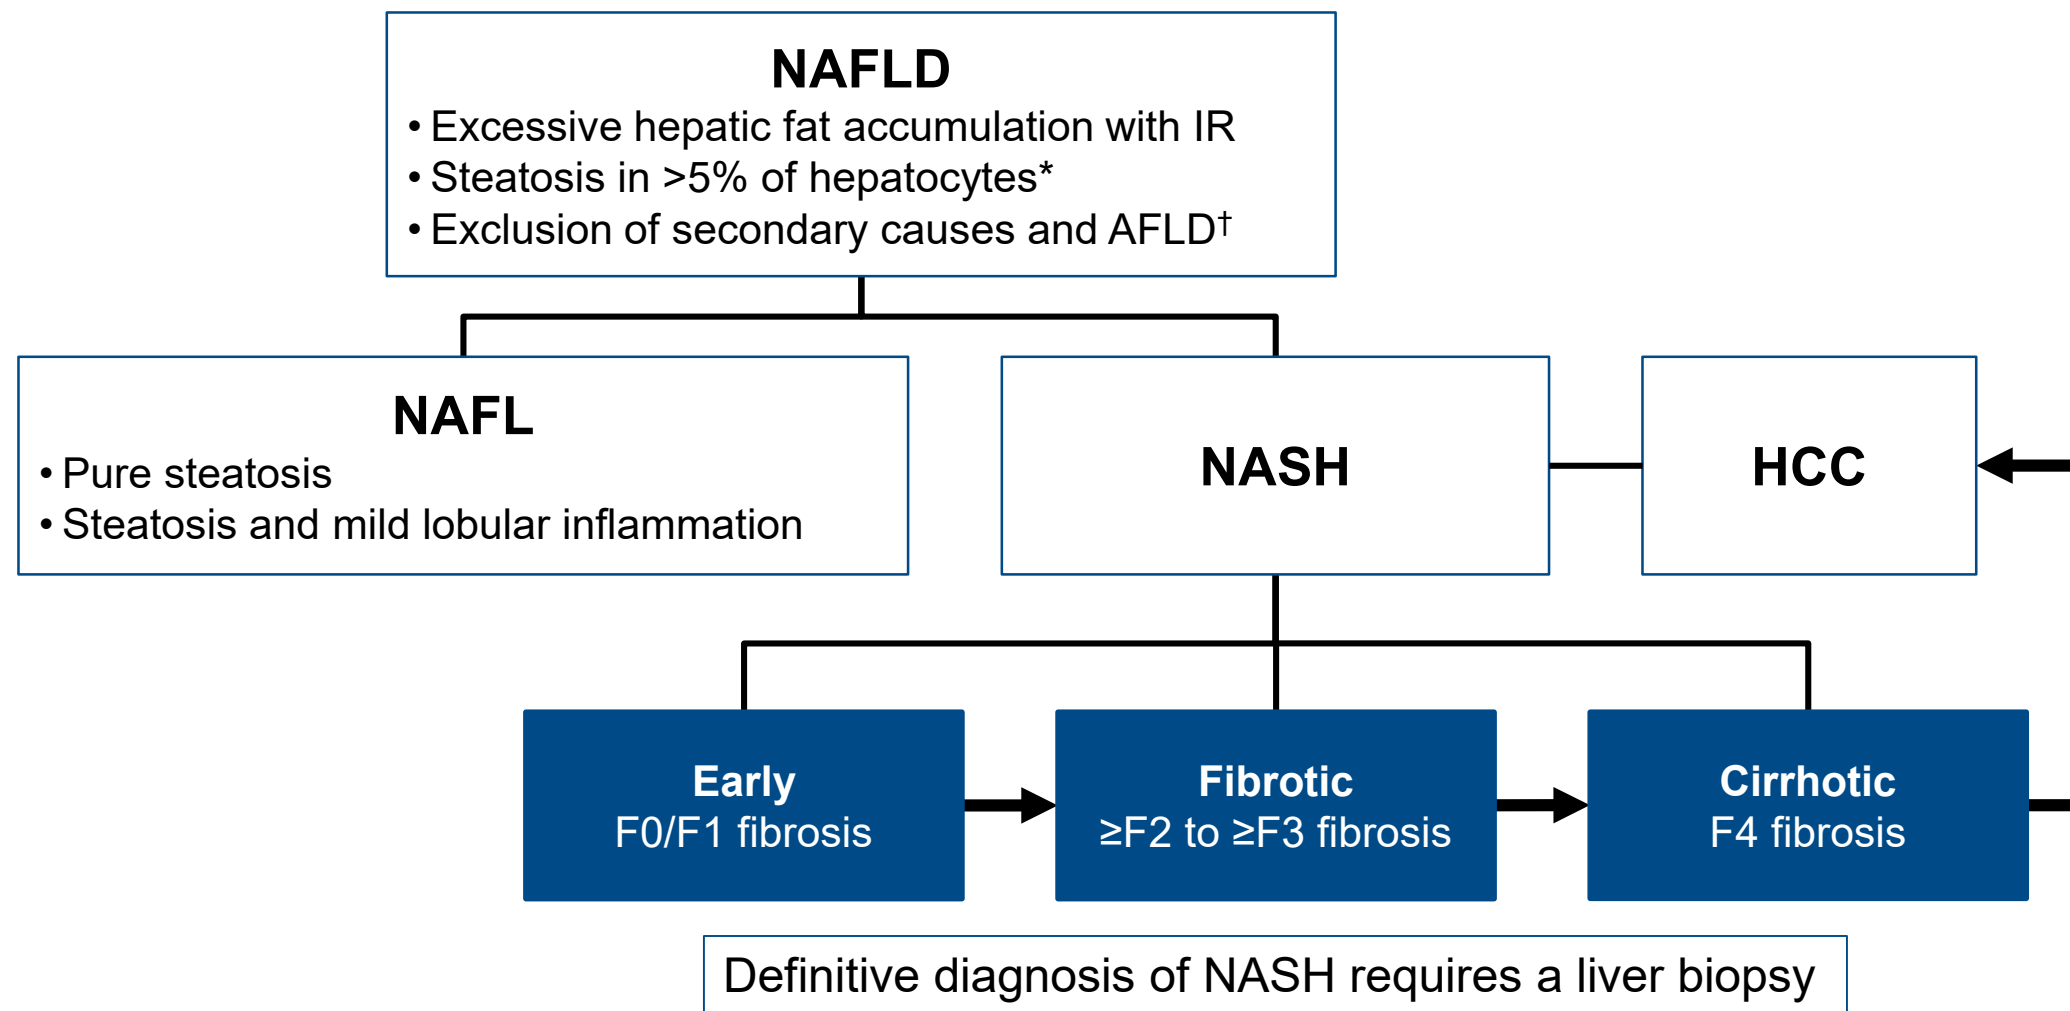 NAFLD
• Excessive hepatic fat accumulation with IR
• Steatosis in >5% of hepatocytes*
• Exclusion of secondary causes and AFLD†
NAFL
• Pure steatosis
• Steatosis and mild lobular inflammation
NASH
HCC
Early
F0/F1 fibrosis
Fibrotic
≥F2 to ≥F3 fibrosis
Cirrhotic
F4 fibrosis
Definitive diagnosis of NASH requires a liver biopsy